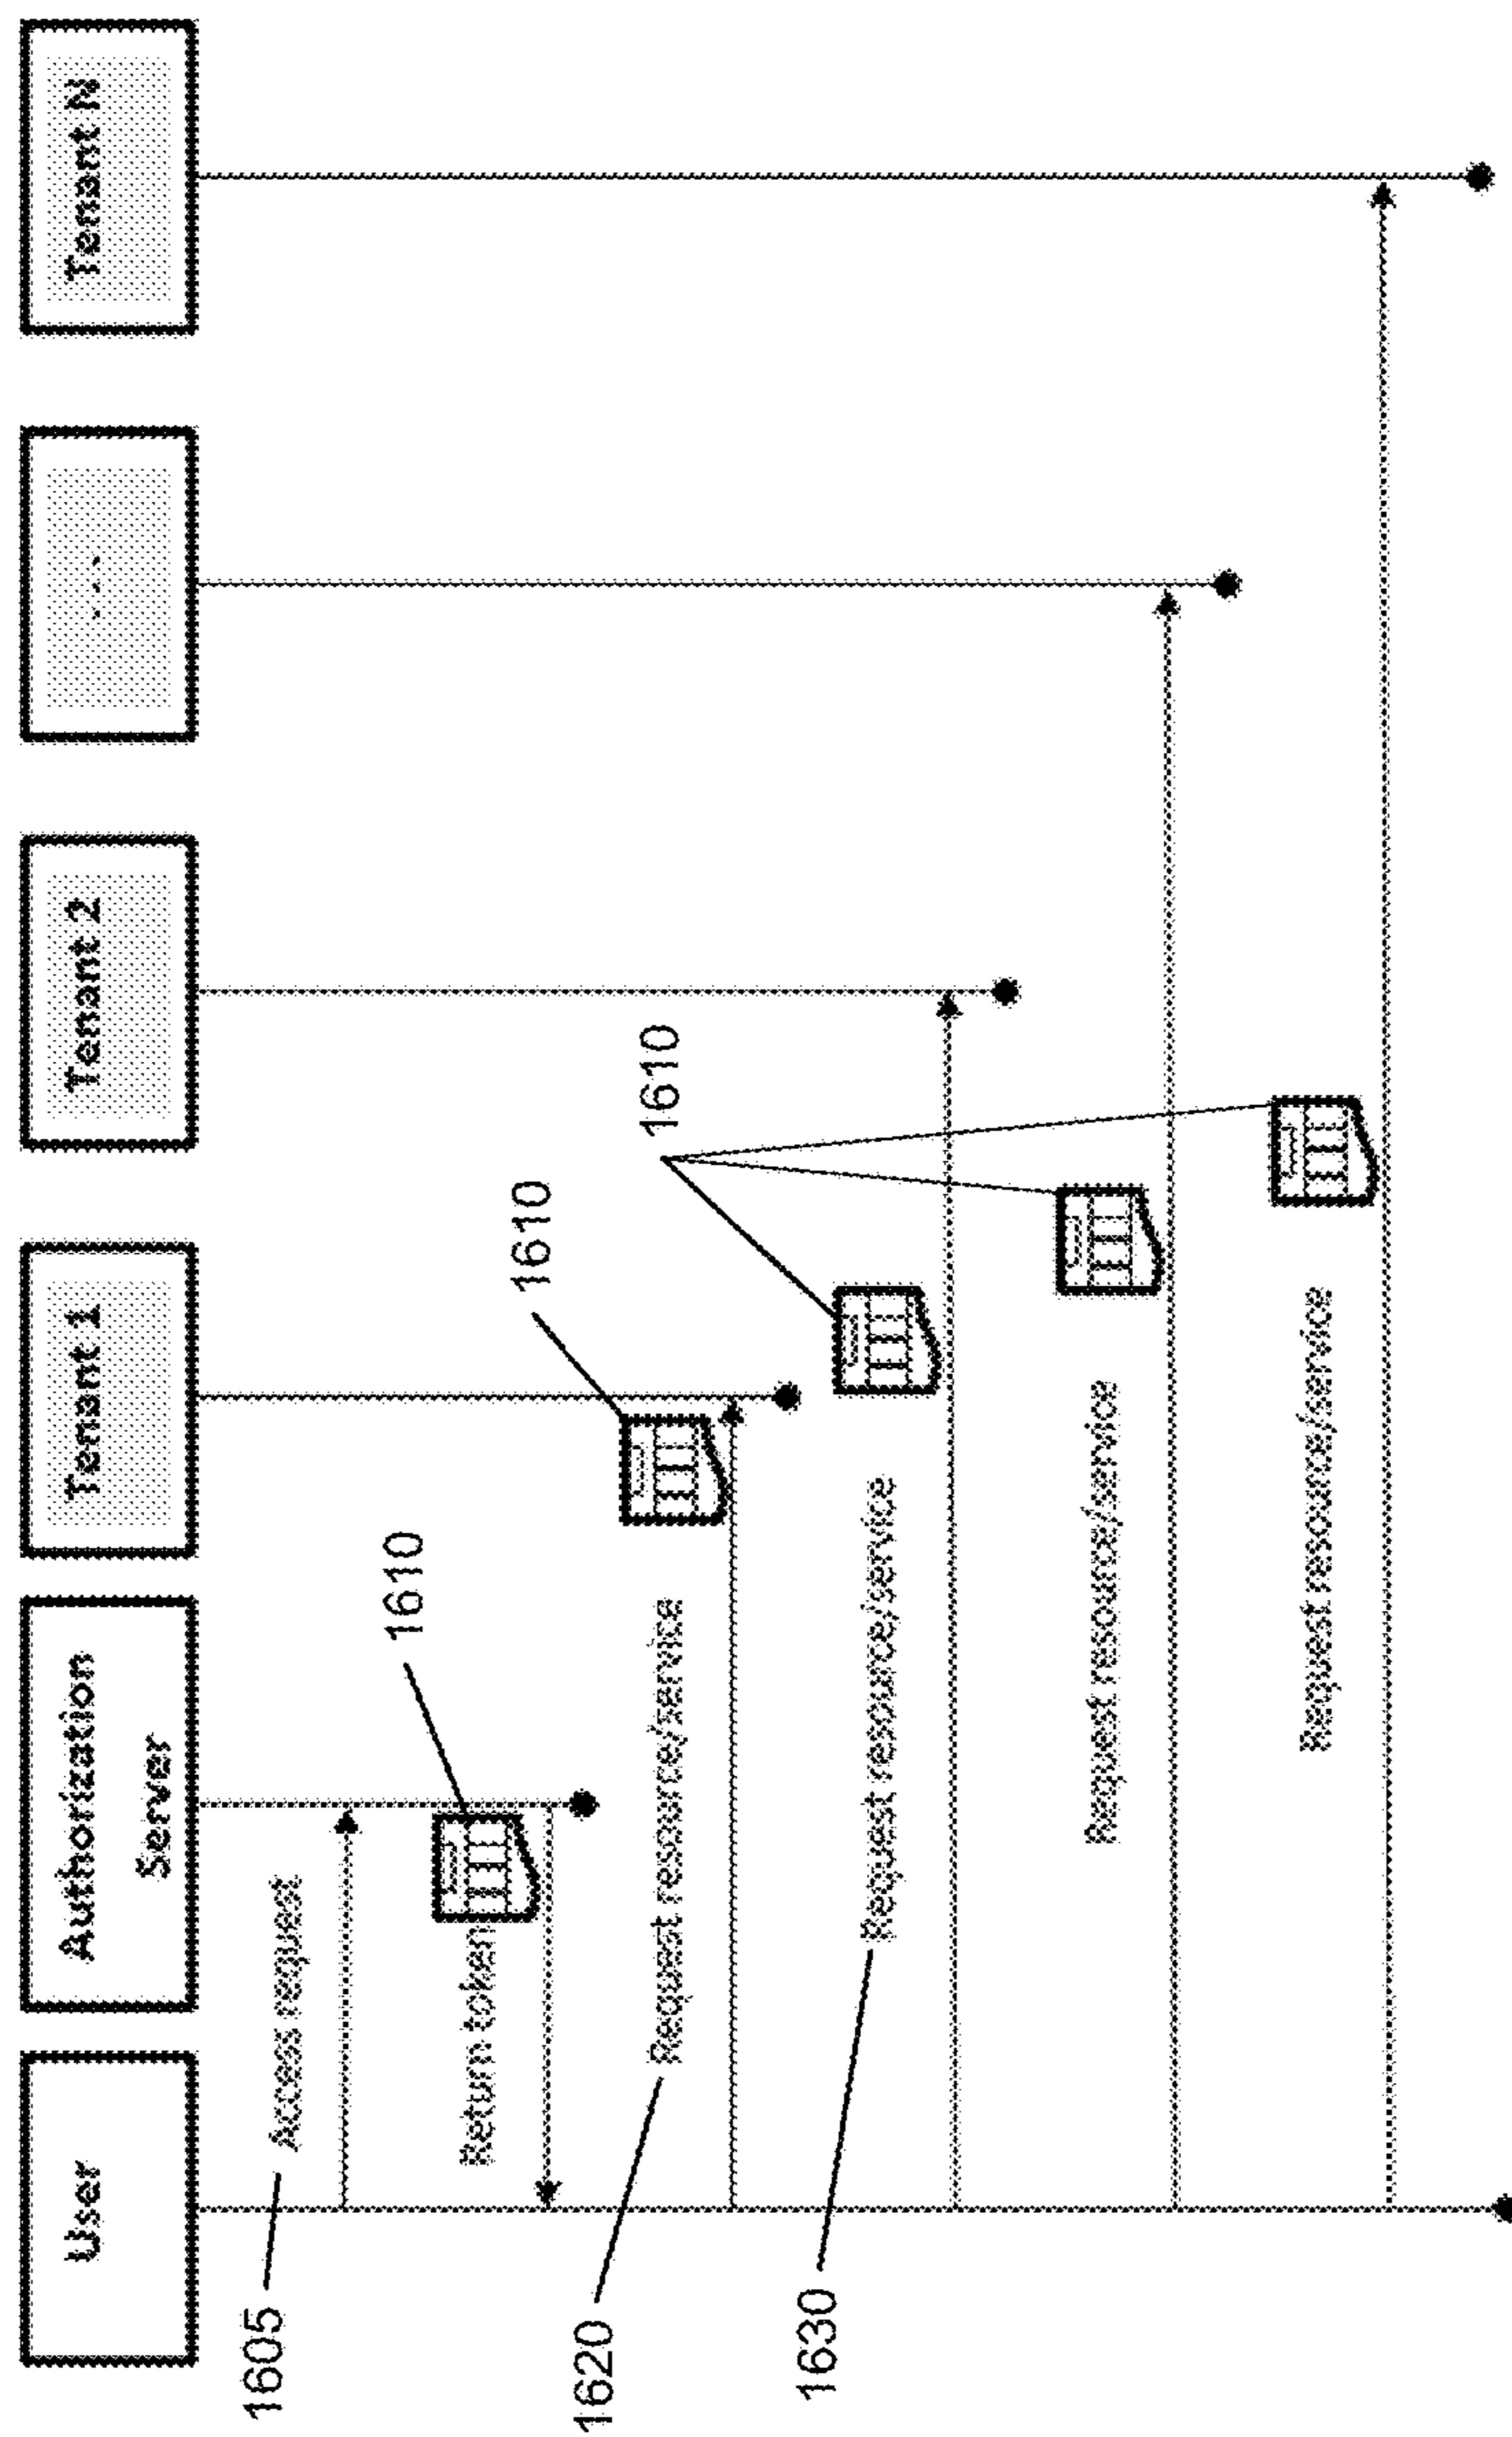 User
Authorization
Server
Tenant 1
Tenant 2
...
Tenant N
1605
Access request
Return token
1610
1620
Request resource/service
1610
1630
Request resource/service
1610
Request resource/service
Request resource/service